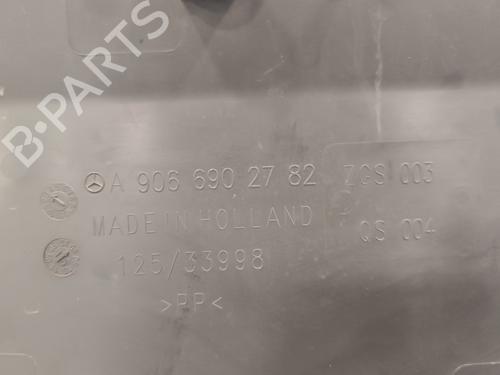 B-PARTS
A 906 690 27 82 ZGS 003
MADE IN HOLLAND QS 004
125/33998
>PP<